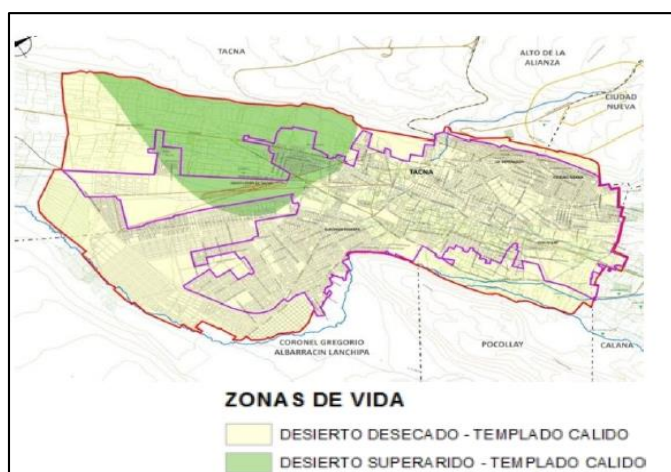 TACNA
ALTO DE LA
ALIANZA
CIUDAD
NUEVA
TACNA
CORONEL GREGORIO
ALBARRACIN LANCHIPA
POCOLLAY
CALANA
ZONAS DE VIDA
DESIERTO DESECADO - TEMPLADO CALIDO
DESIERTO SUPERARIDO - TEMPLADO CALIDO